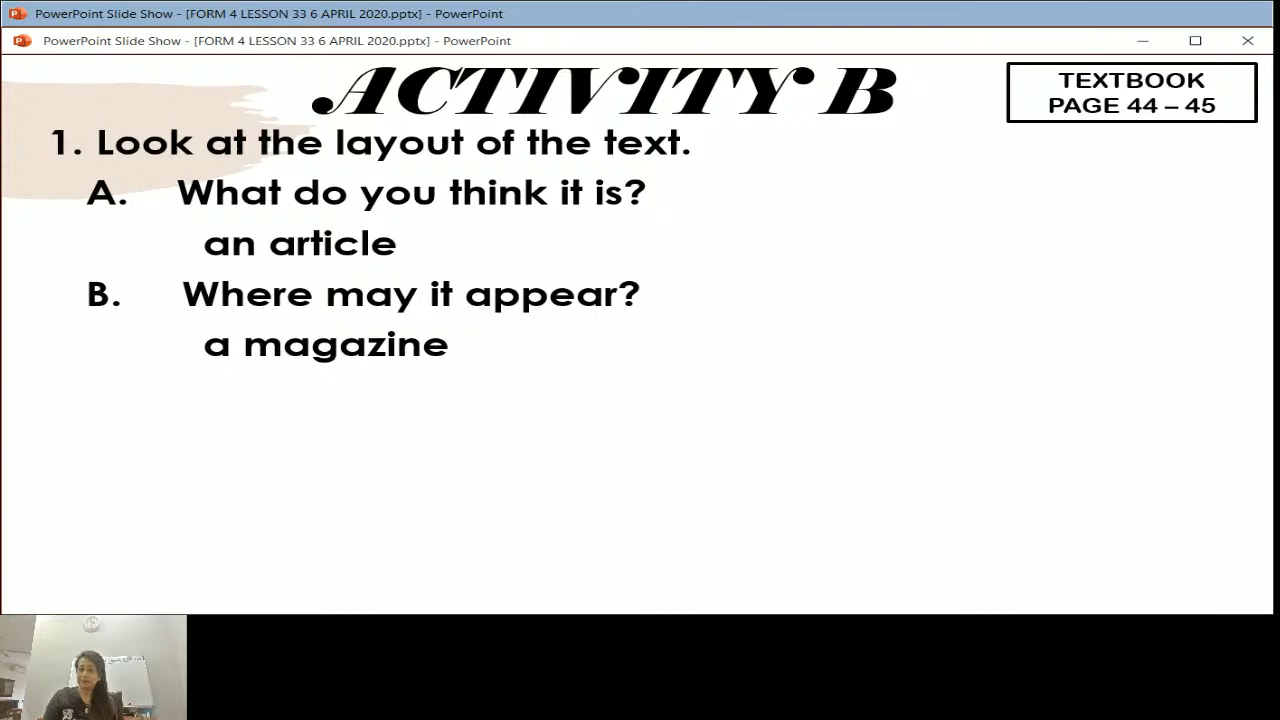 PowerPoint Slide Show - [FORM 4 LESSON 33 6 APRIL 2020.pptx] - PowerPoint
PowerPoint Slide Show - [FORM 4 LESSON 33 6 APRIL 2020.pptx] - PowerPoint
ACTIVITY B
TEXTBOOK
PAGE 44 – 45
1. Look at the layout of the text.
A. What do you think it is?
an article
B. Where may it appear?
a magazine